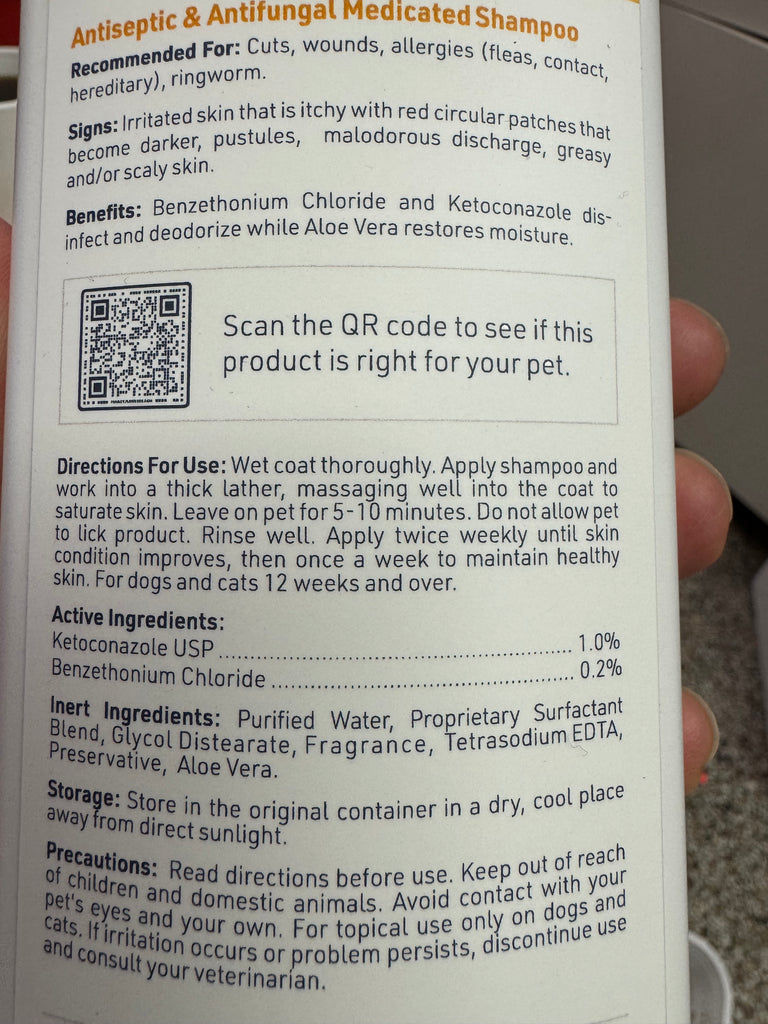 Antiseptic & Antifungal Medicated Shampoo
Recommended For: Cuts, wounds, allergies (fleas, contact,
hereditary), ringworm.
Signs: Irritated skin that is itchy with red circular patches that
become darker, pustules, malodorous discharge, greasy
and/or scaly skin.
Benefits: Benzethonium Chloride and Ketoconazole dis-
infect and deodorize while Aloe Vera restores moisture.
Scan the QR code to see if this
product is right for your pet.
Directions For Use: Wet coat thoroughly. Apply shampoo and
work into a thick lather, massaging well into the coat to
saturate skin. Leave on pet for 5-10 minutes. Do not allow pet
to lick product. Rinse well. Apply twice weekly until skin
condition improves, then once a week to maintain healthy
skin. For dogs and cats 12 weeks and over.
Active Ingredients:
Ketoconazole USP ........................................................ 1.0%
Benzethonium Chloride ................................................ 0.2%
Inert Ingredients: Purified Water, Proprietary Surfactant
Blend, Glycol Distearate, Fragrance, Tetrasodium EDTA,
Preservative, Aloe Vera.
Storage: Store in the original container in a dry, cool place
away from direct sunlight.
Precautions: Read directions before use. Keep out of reach
of children and domestic animals. Avoid contact with your
pet's eyes and your own. For topical use only on dogs and
cats. If irritation occurs or problem persists, discontinue use
and consult your veterinarian.